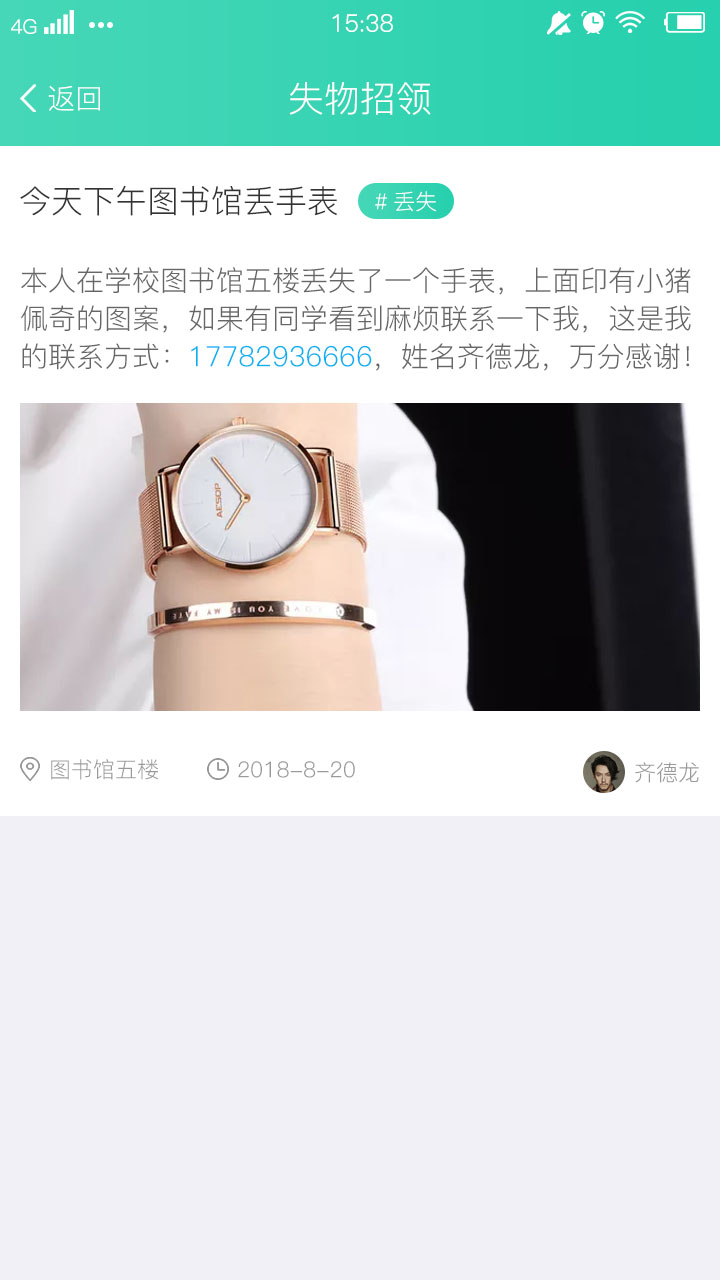 4G 15:38
返回 失物招领
今天下午图书馆丢手表 # 丢失
本人在学校图书馆五楼丢失了一个手表，上面印有小猪
佩奇的图案，如果有同学看到麻烦联系一下我，这是我
的联系方式：17782936666，姓名齐德龙，万分感谢！
AESOP
LOVE YOU IS MY FATE
图书馆五楼 2018-8-20 齐德龙